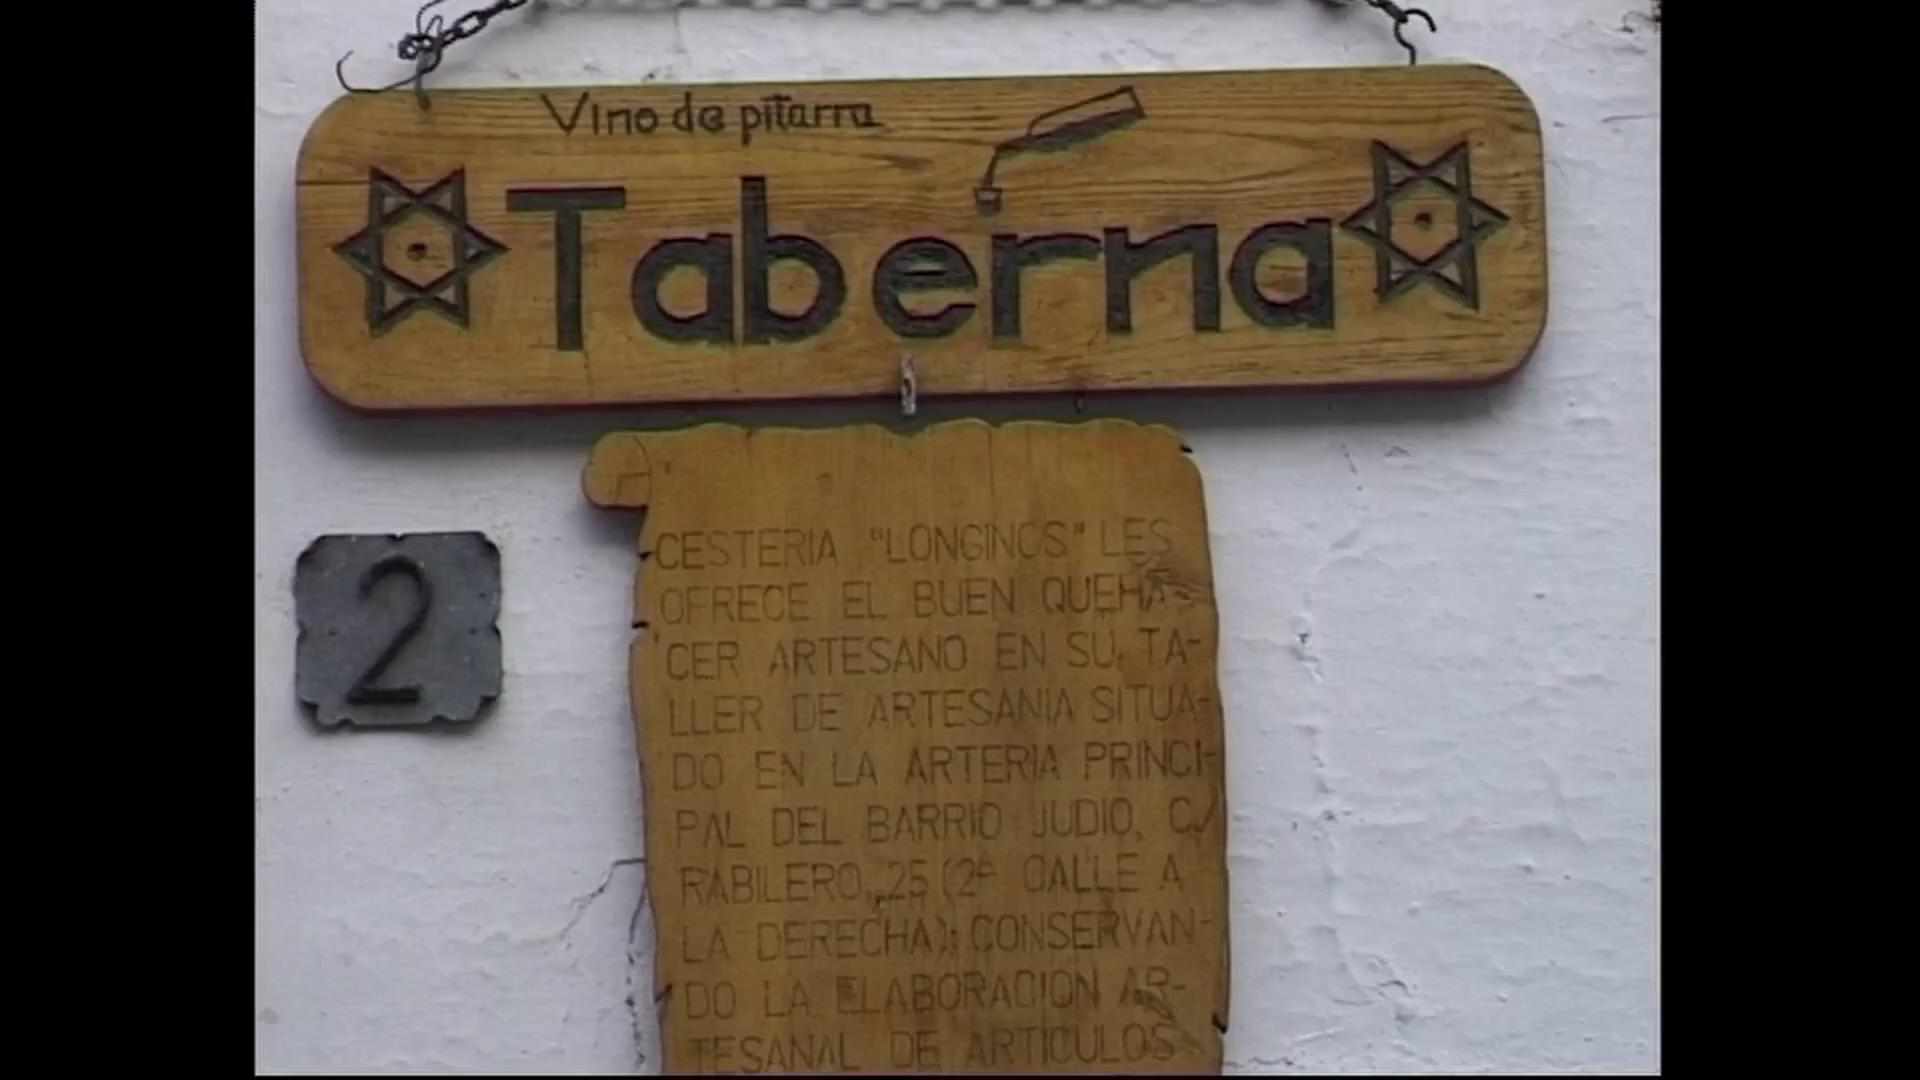 Vino de pitarra
Taberna
2
CESTERIA "LONGINOS" LES
OFRECE EL BUEN QUEHA-
CER ARTESANO EN SU TA-
LLER DE ARTESANIA SITUA-
DO EN LA ARTERIA PRINCI-
PAL DEL BARRIO JUDIO, C/
RABILERO, 25 (2ª CALLE A
LA DERECHA): CONSERVAN-
DO LA ELABORACION AR-
TESANAL DE ARTICULOS